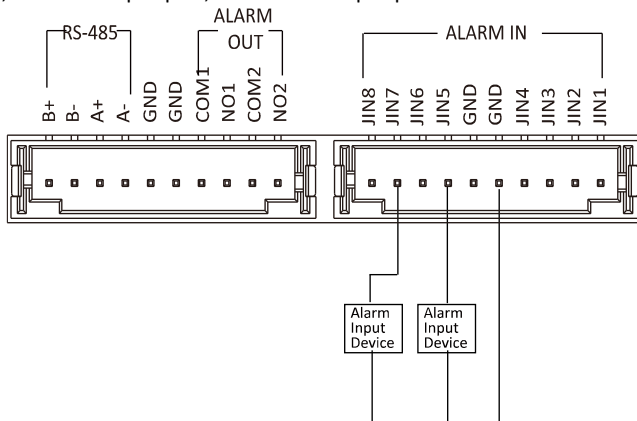 RS-485
ALARM
OUT
ALARM IN
B+
B-
A+
A-
GND
GND
COM1
NO1
COM2
NO2
JIN8
JIN7
JIN6
JIN5
GND
GND
JIN4
JIN3
JIN2
JIN1
Alarm
Input
Device
Alarm
Input
Device